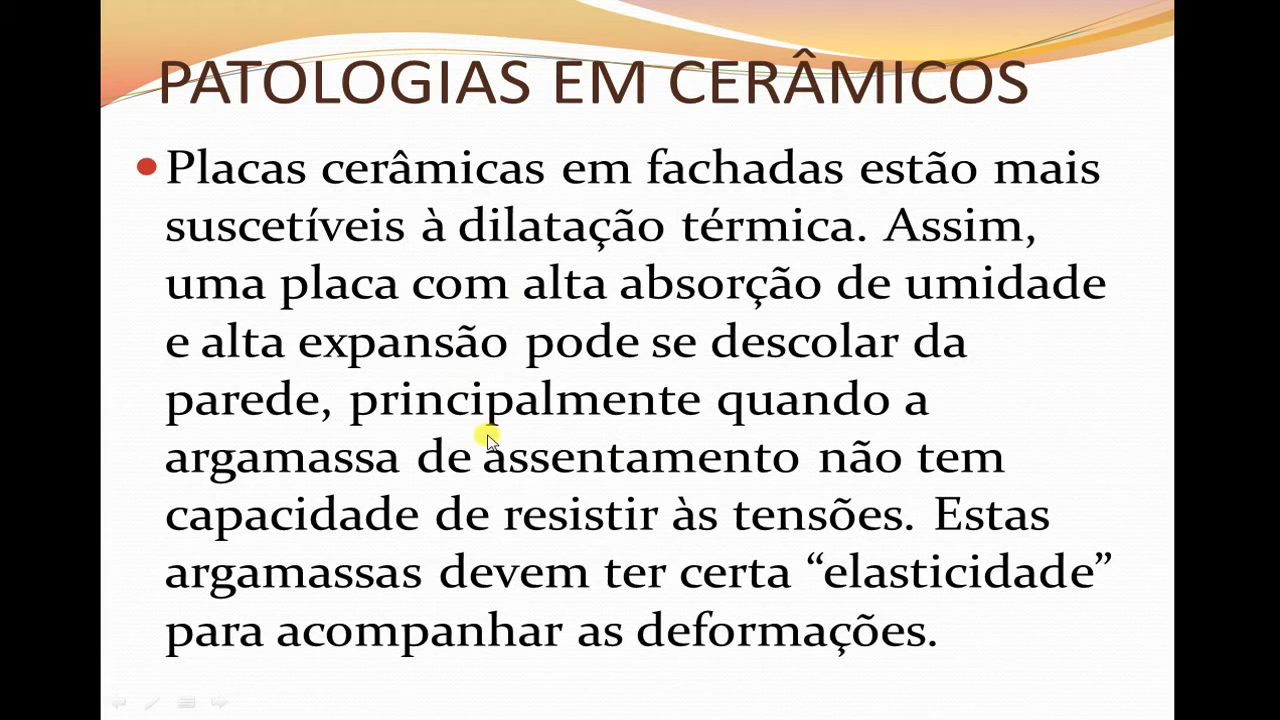 PATOLOGIAS EM CERÂMICOS
Placas cerâmicas em fachadas estão mais
suscetíveis à dilatação térmica. Assim,
uma placa com alta absorção de umidade
e alta expansão pode se descolar da
parede, principalmente quando a
argamassa de assentamento não tem
capacidade de resistir às tensões. Estas
argamassas devem ter certa “elasticidade”
para acompanhar as deformações.